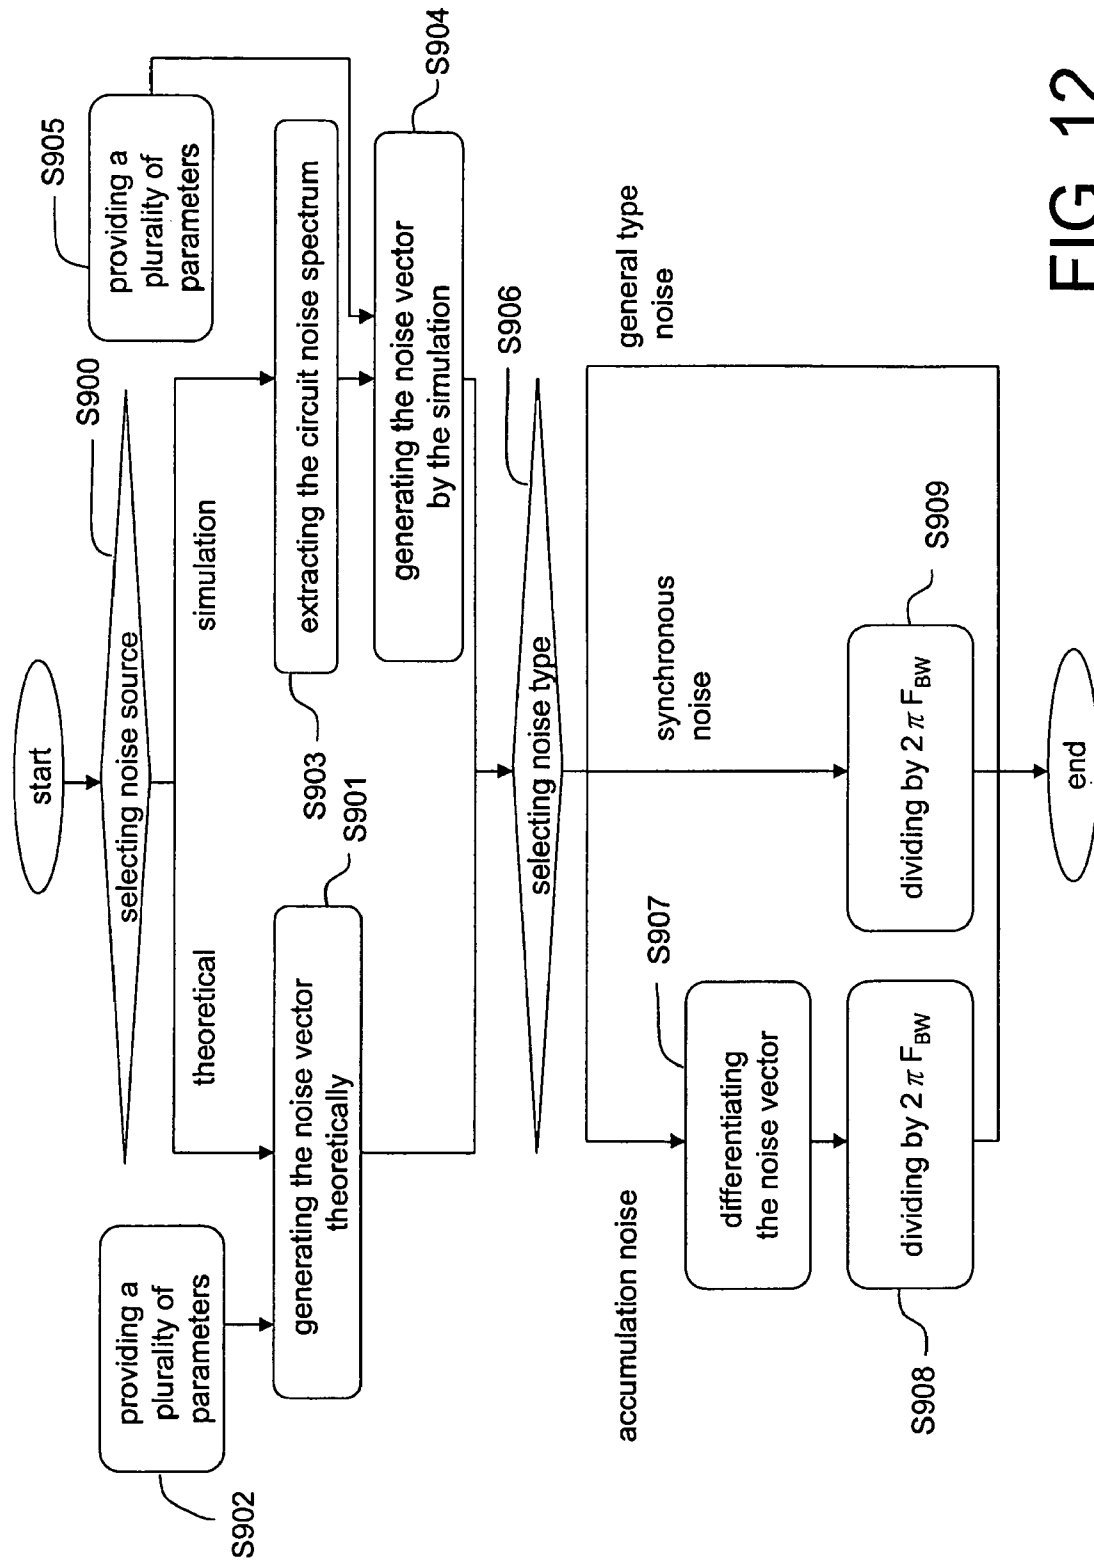 start
selecting noise source
S900
theoretical
simulation
providing a
plurality of
parameters
S902
providing a
plurality of
parameters
S905
generating the noise vector
theoretically
S901
extracting the circuit noise spectrum
S903
generating the noise vector
by the simulation
S904
selecting noise type
S906
accumulation noise
synchronous
noise
general type
noise
differentiating
the noise vector
S907
dividing by 2 π F_BW
S908
dividing by 2 π F_BW
S909
end
FIG 12